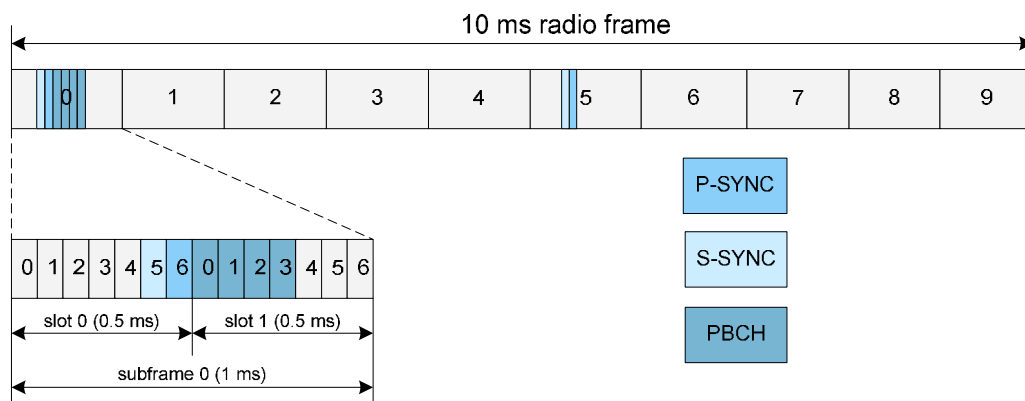 10 ms radio frame
0 1 2 3 4 5 6 7 8 9
P-SYNC
S-SYNC
0 1 2 3 4 5 6 0 1 2 3 4 5 6
slot 0 (0.5 ms) slot 1 (0.5 ms)
PBCH
subframe 0 (1 ms)